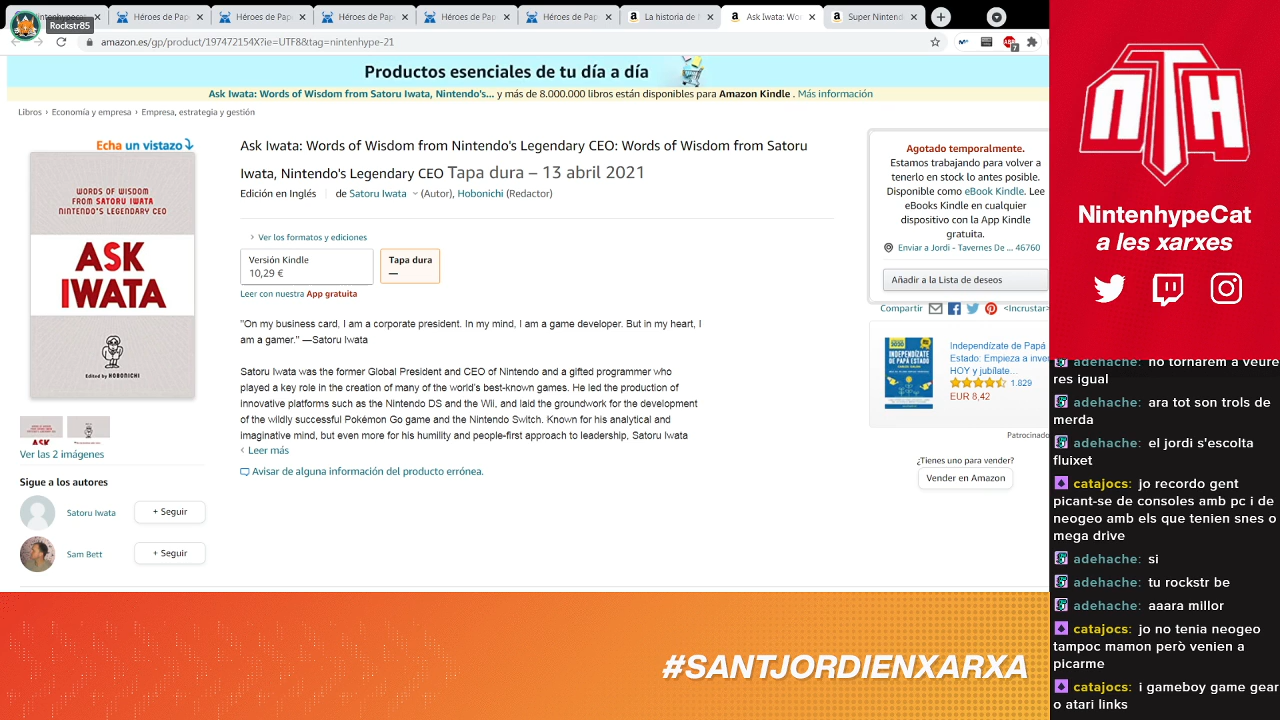 Rockstr85
Héroes de Pap
Héroes de Pap
Héroes de Pap
Héroes de Pap
Héroes de Pap
La historia de
Ask Iwata: Wor
Super Nintend
amazon.es/gp/product/197472154X?ie=UTF8&tag=nintenhype-21
Productos esenciales de tu día a día
Ask Iwata: Words of Wisdom from Satoru Iwata, Nintendo's... y más de 8.000.000 libros están disponibles para Amazon Kindle . Más información
Libros › Economía y empresa › Empresa, estrategia y gestión
Echa un vistazo
WORDS OF WISDOM
FROM SATORU IWATA
NINTENDO'S LEGENDARY CEO
ASK
IWATA
Edited by HOBONICHI
Ver las 2 imágenes
Sigue a los autores
Satoru Iwata
+ Seguir
Sam Bett
+ Seguir
Ask Iwata: Words of Wisdom from Nintendo's Legendary CEO: Words of Wisdom from Satoru
Iwata, Nintendo's Legendary CEO Tapa dura – 13 abril 2021
Edición en Inglés de Satoru Iwata (Autor), Hobonichi (Redactor)
Ver los formatos y ediciones
Versión Kindle
10,29 €
Tapa dura
—
Leer con nuestra App gratuita
"On my business card, I am a corporate president. In my mind, I am a game developer. But in my heart, I
am a gamer." —Satoru Iwata
Satoru Iwata was the former Global President and CEO of Nintendo and a gifted programmer who
played a key role in the creation of many of the world's best-known games. He led the production of
innovative platforms such as the Nintendo DS and the Wii, and laid the groundwork for the development
of the wildly successful Pokémon Go game and the Nintendo Switch. Known for his analytical and
imaginative mind, but even more for his humility and people-first approach to leadership, Satoru Iwata
Leer más
Avisar de alguna información del producto errónea.
Agotado temporalmente.
Estamos trabajando para volver a
tenerlo en stock lo antes posible.
Disponible como eBook Kindle. Lee
eBooks Kindle en cualquier
dispositivo con la App Kindle
gratuita.
Enviar a Jordi - Tavernes De ... 46760
Añadir a la Lista de deseos
Compartir <Incrustar>
INDEPENDÍZATE
DE PAPÁ
ESTADO
Independízate de Papá
Estado: Empieza a inver
HOY y jubílate...
1.829
EUR 8,42
Patrocinado
¿Tienes uno para vender?
Vender en Amazon
#SANTJORDIENXARXA
NTH
NintenhypeCat
a les xarxes
adehache: no tornarem a veure
res igual
adehache: ara tot son trols de
merda
adehache: el jordi s'escolta
fluixet
catajocs: jo recordo gent
picant-se de consoles amb pc i de
neogeo amb els que tenien snes o
mega drive
adehache: si
adehache: tu rockstr be
adehache: aaara millor
catajocs: jo no tenia neogeo
tampoc mamon però venien a
picarme
catajocs: i gameboy game gear
o atari links